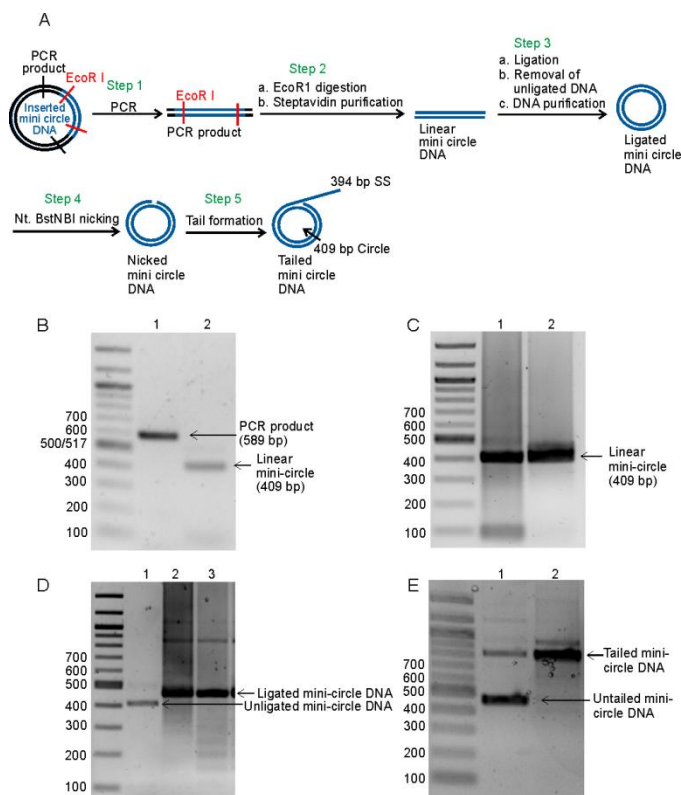 A
PCR
product
EcoR I
Inserted
mini circle
DNA
Step 1
PCR
EcoR I
PCR product
Step 2
a. EcoR1 digestion
b. Steptavidin purification
Linear
mini-circle
DNA
Step 3
a. Ligation
b. Removal of
unligated DNA
c. DNA purification
Ligated
mini circle
DNA
Step 4
Nt. BstNBI nicking
Nicked
mini circle
DNA
Step 5
Tail formation
394 bp SS
409 bp Circle
Tailed
mini circle
DNA
B
1 2
700
600
500/517
400
300
200
100
PCR product
(589 bp)
Linear
mini-circle
(409 bp)
C
1 2
700
600
500
400
300
200
100
Linear
mini-circle
(409 bp)
D
1 2 3
700
600
500
400
300
200
100
Ligated mini-circle DNA
Unligated mini-circle DNA
E
1 2
700
600
500
400
300
200
100
Tailed mini-
circle DNA
Untailed mini-
circle DNA